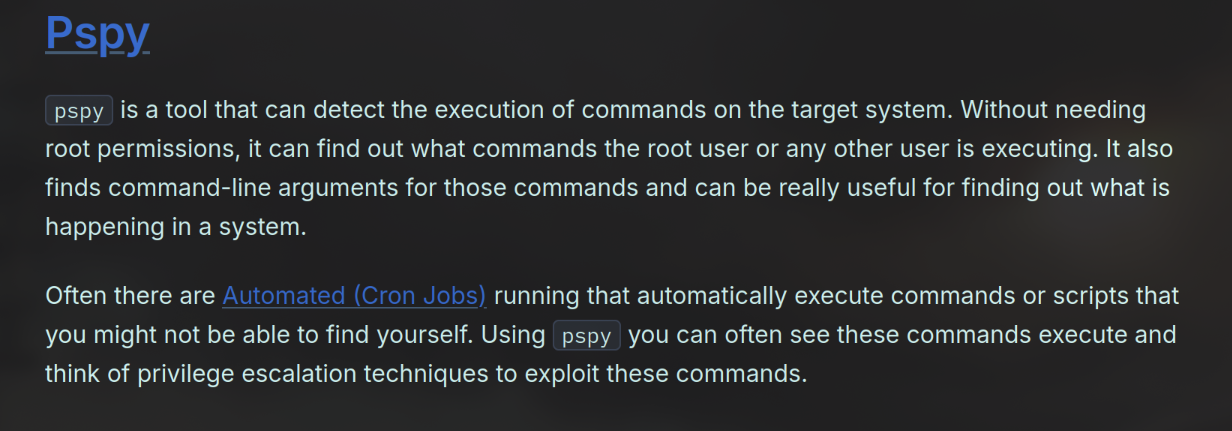 Pspy
pspy is a tool that can detect the execution of commands on the target system. Without needing
root permissions, it can find out what commands the root user or any other user is executing. It also
finds command-line arguments for those commands and can be really useful for finding out what is
happening in a system.
Often there are Automated (Cron Jobs) running that automatically execute commands or scripts that
you might not be able to find yourself. Using pspy you can often see these commands execute and
think of privilege escalation techniques to exploit these commands.